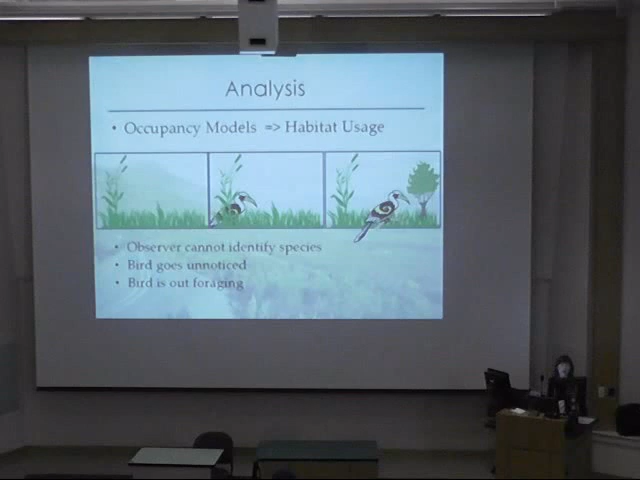 Analysis
• Occupancy Models => Habitat Usage
• Observer cannot identify species
• Bird goes unnoticed
• Bird is out foraging